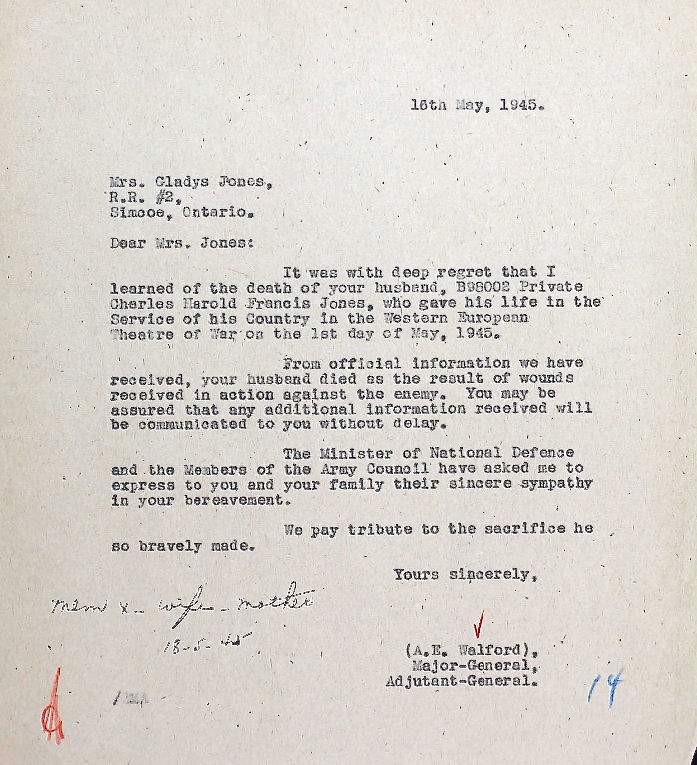 16th May, 1945.
Mrs. Gladys Jones,
R.R. #2,
Simcoe, Ontario.
Dear Mrs. Jones:
It was with deep regret that I
learned of the death of your husband, B98002 Private
Charles Harold Francis Jones, who gave his life in the
Service of his Country in the Western European
Theatre of War on the 1st day of May, 1945.
From official information we have
received, your husband died as the result of wounds
received in action against the enemy. You may be
assured that any additional information received will
be communicated to you without delay.
The Minister of National Defence
and the Members of the Army Council have asked me to
express to you and your family their sincere sympathy
in your bereavement.
We pay tribute to the sacrifice he
so bravely made.
Yours sincerely,
Mem X - wife - mother
18-5-45
(A.E. Walford),
Major-General,
Adjutant-General.
14